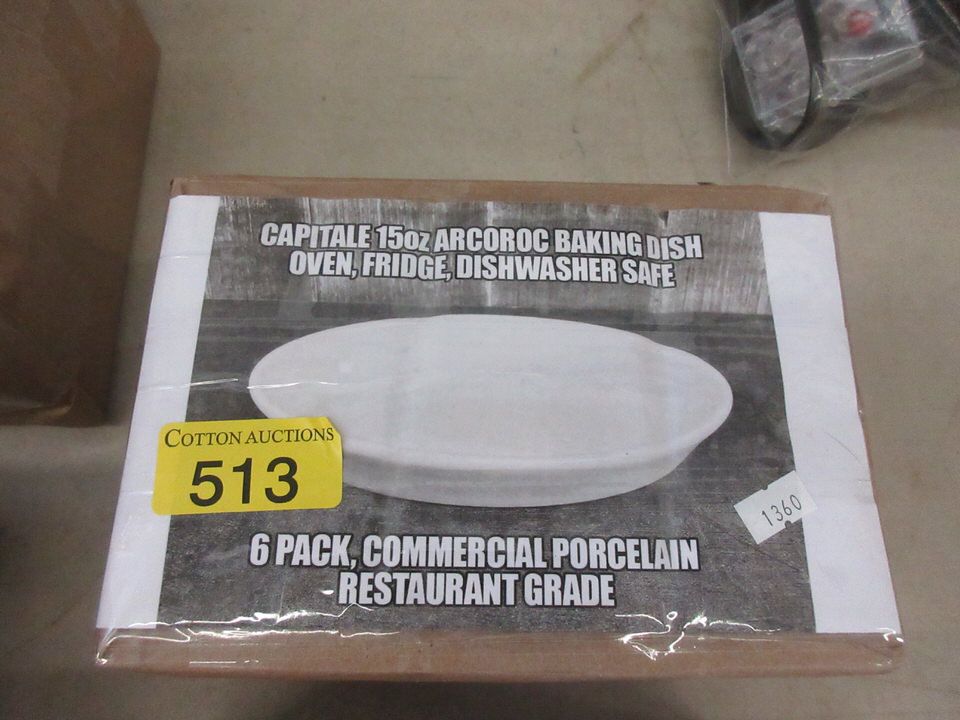 CAPITALE 15oz ARCOROC BAKING DISH
OVEN, FRIDGE, DISHWASHER SAFE
COTTON AUCTIONS
513
1360
6 PACK, COMMERCIAL PORCELAIN
RESTAURANT GRADE